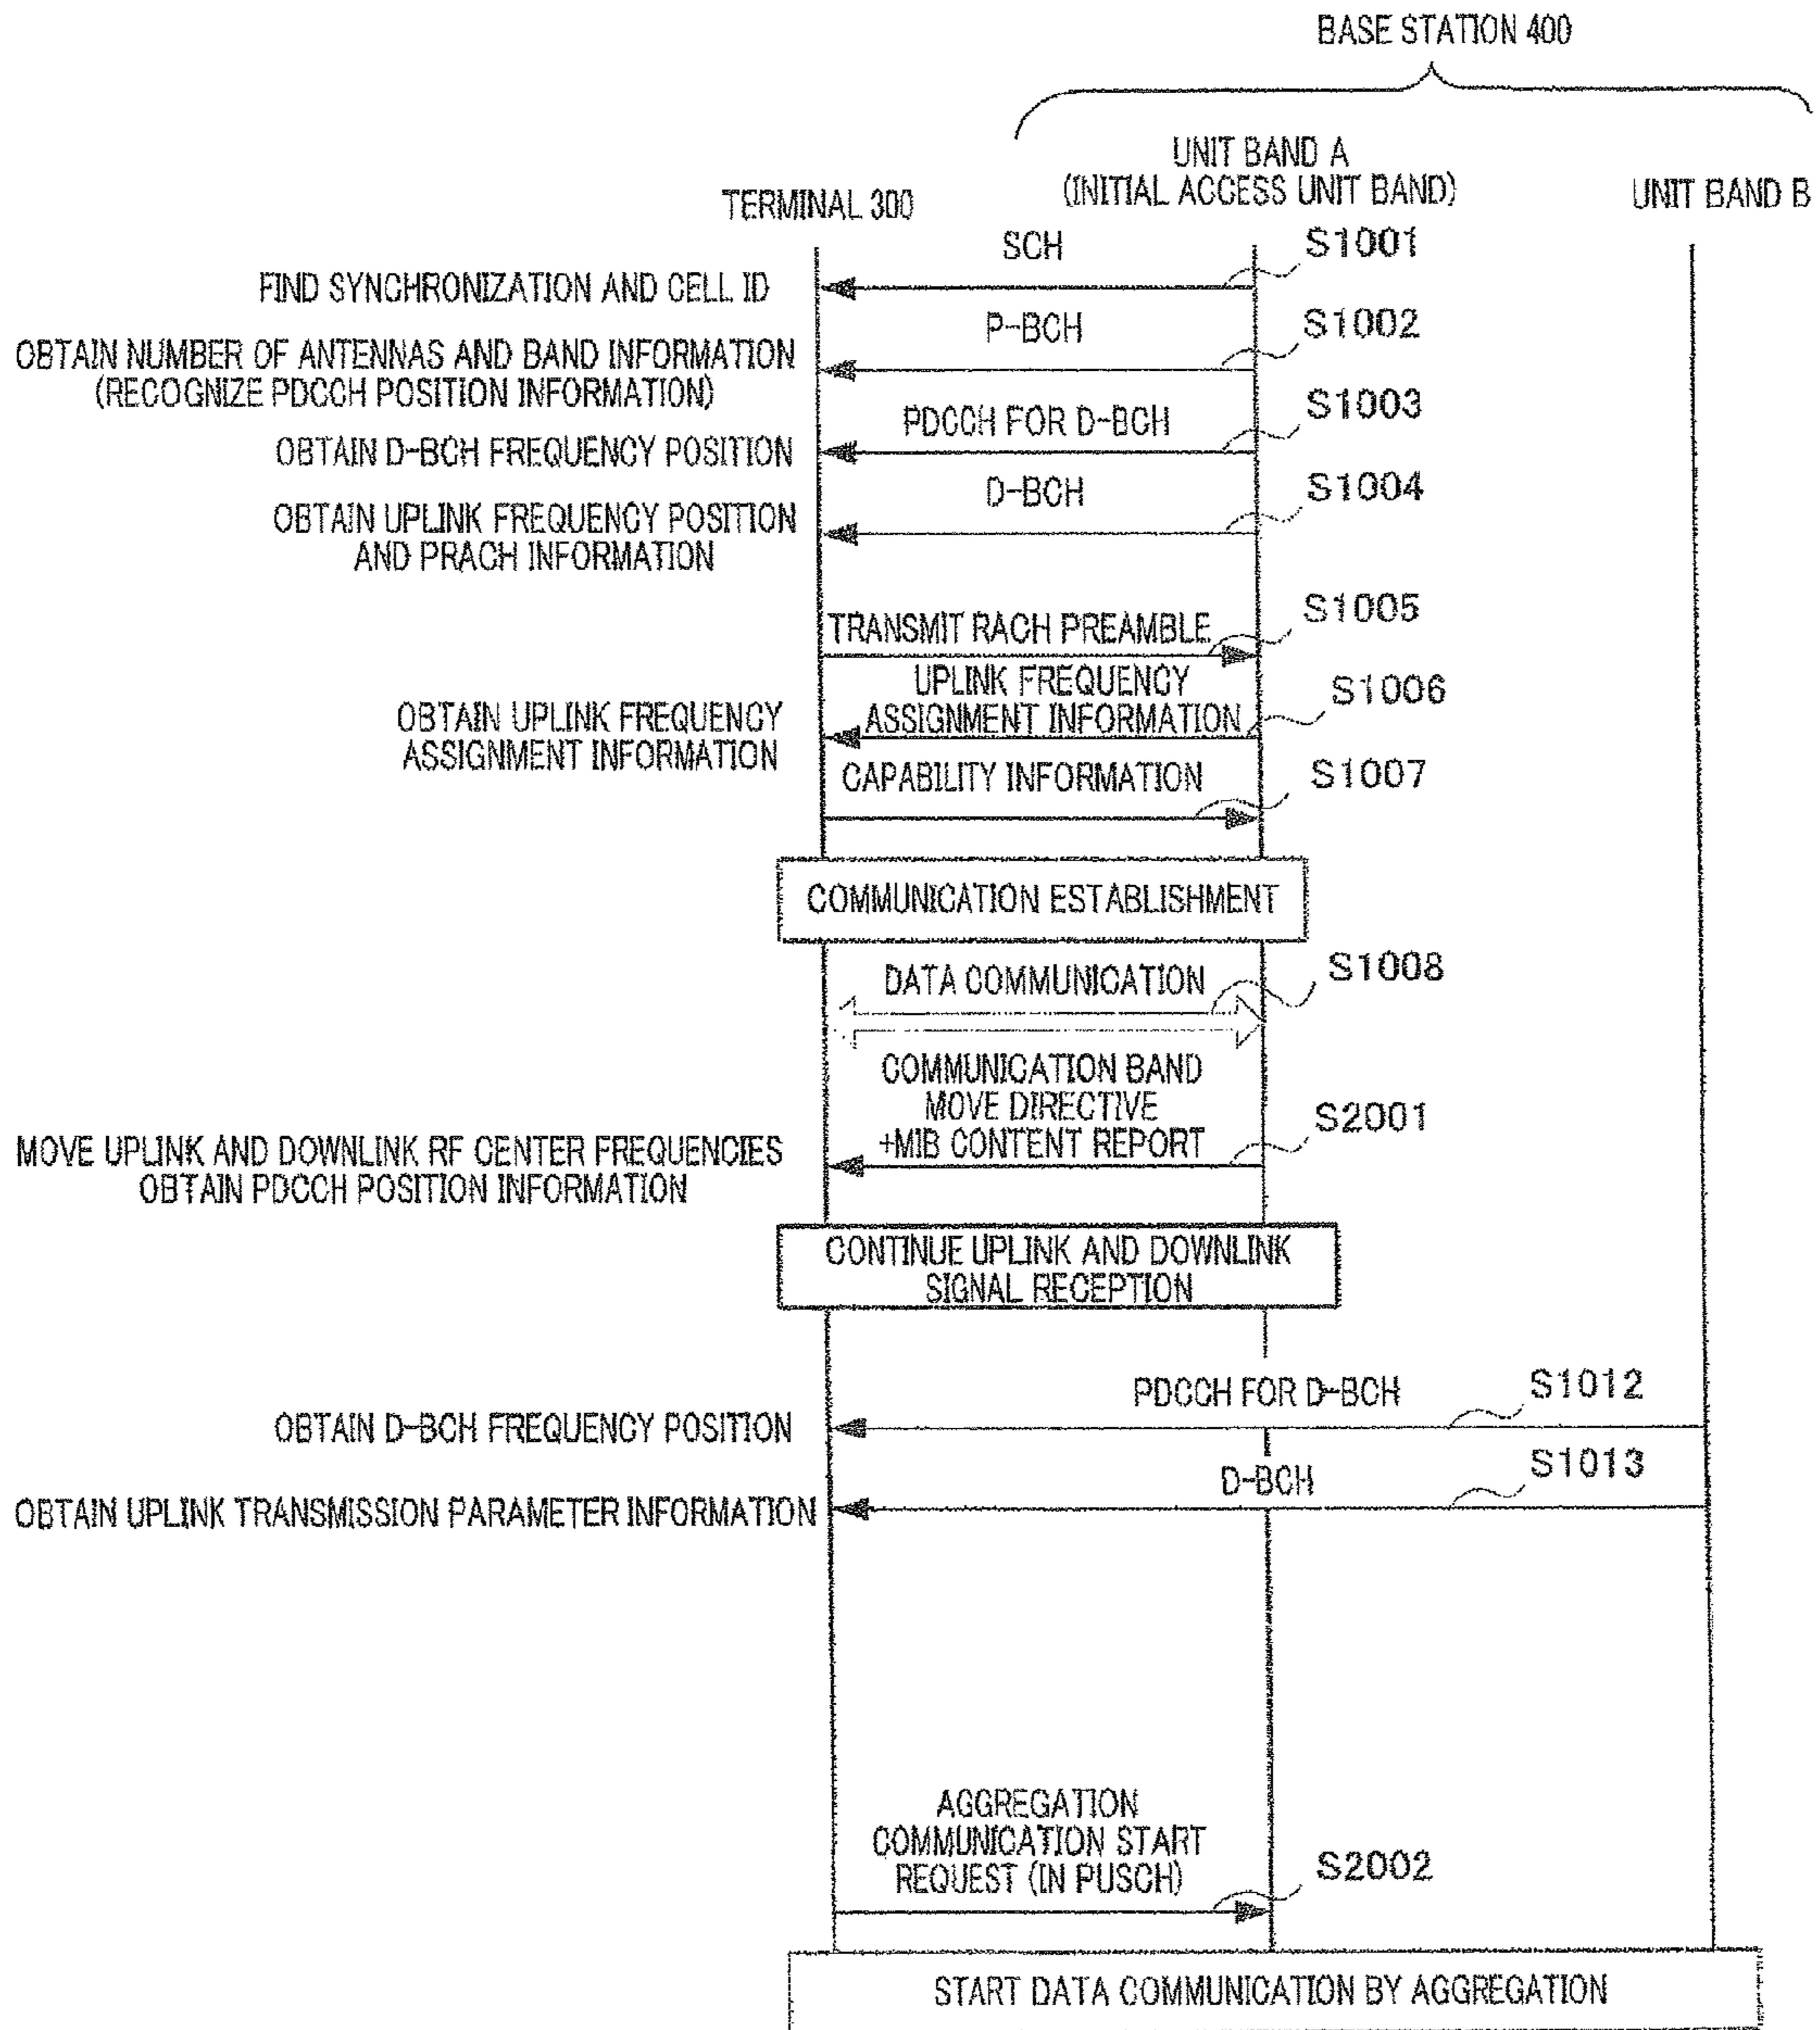 BASE STATION 400
UNIT BAND A
(INITIAL ACCESS UNIT BAND)
TERMINAL 300
UNIT BAND B
SCH
S1001
FIND SYNCHRONIZATION AND CELL ID
P-BCH
S1002
OBTAIN NUMBER OF ANTENNAS AND BAND INFORMATION
(RECOGNIZE PDCCH POSITION INFORMATION)
PDCCH FOR D-BCH
S1003
OBTAIN D-BCH FREQUENCY POSITION
D-BCH
S1004
OBTAIN UPLINK FREQUENCY POSITION
AND PRACH INFORMATION
TRANSMIT RACH PREAMBLE
S1005
UPLINK FREQUENCY
ASSIGNMENT INFORMATION
S1006
OBTAIN UPLINK FREQUENCY
ASSIGNMENT INFORMATION
CAPABILITY INFORMATION
S1007
COMMUNICATION ESTABLISHMENT
DATA COMMUNICATION
S1008
COMMUNICATION BAND
MOVE DIRECTIVE
+MIB CONTENT REPORT
S2001
MOVE UPLINK AND DOWNLINK RF CENTER FREQUENCIES
OBTAIN PDCCH POSITION INFORMATION
CONTINUE UPLINK AND DOWNLINK
SIGNAL RECEPTION
PDCCH FOR D-BCH
S1012
OBTAIN D-BCH FREQUENCY POSITION
D-BCH
S1013
OBTAIN UPLINK TRANSMISSION PARAMETER INFORMATION
AGGREGATION
COMMUNICATION START
REQUEST (IN PUSCH)
S2002
START DATA COMMUNICATION BY AGGREGATION